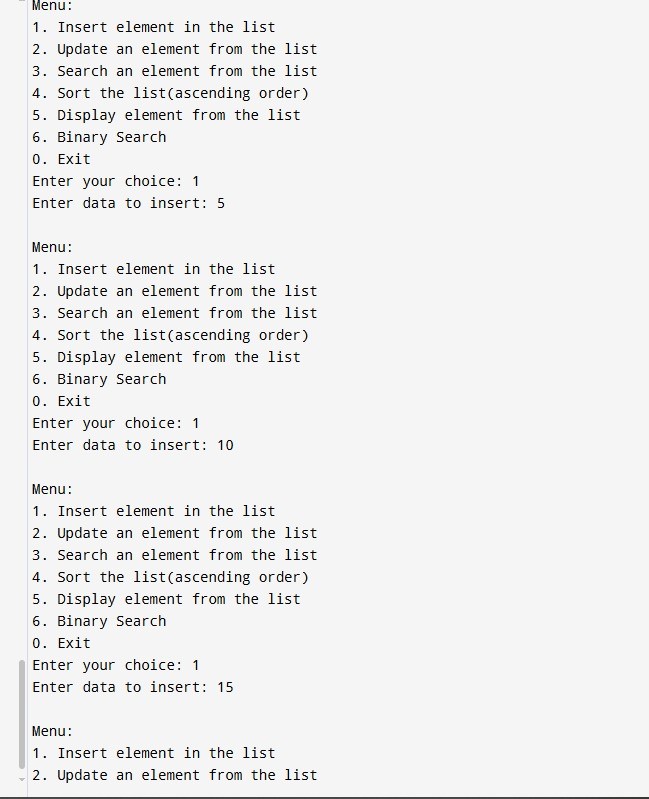 Menu:
1. Insert element in the list
2. Update an element from the list
3. Search an element from the list
4. Sort the list(ascending order)
5. Display element from the list
6. Binary Search
0. Exit
Enter your choice: 1
Enter data to insert: 5
Menu:
1. Insert element in the list
2. Update an element from the list
3. Search an element from the list
4. Sort the list(ascending order)
5. Display element from the list
6. Binary Search
0. Exit
Enter your choice: 1
Enter data to insert: 10
Menu:
1. Insert element in the list
2. Update an element from the list
3. Search an element from the list
4. Sort the list(ascending order)
5. Display element from the list
6. Binary Search
0. Exit
Enter your choice: 1
Enter data to insert: 15
Menu:
1. Insert element in the list
2. Update an element from the list